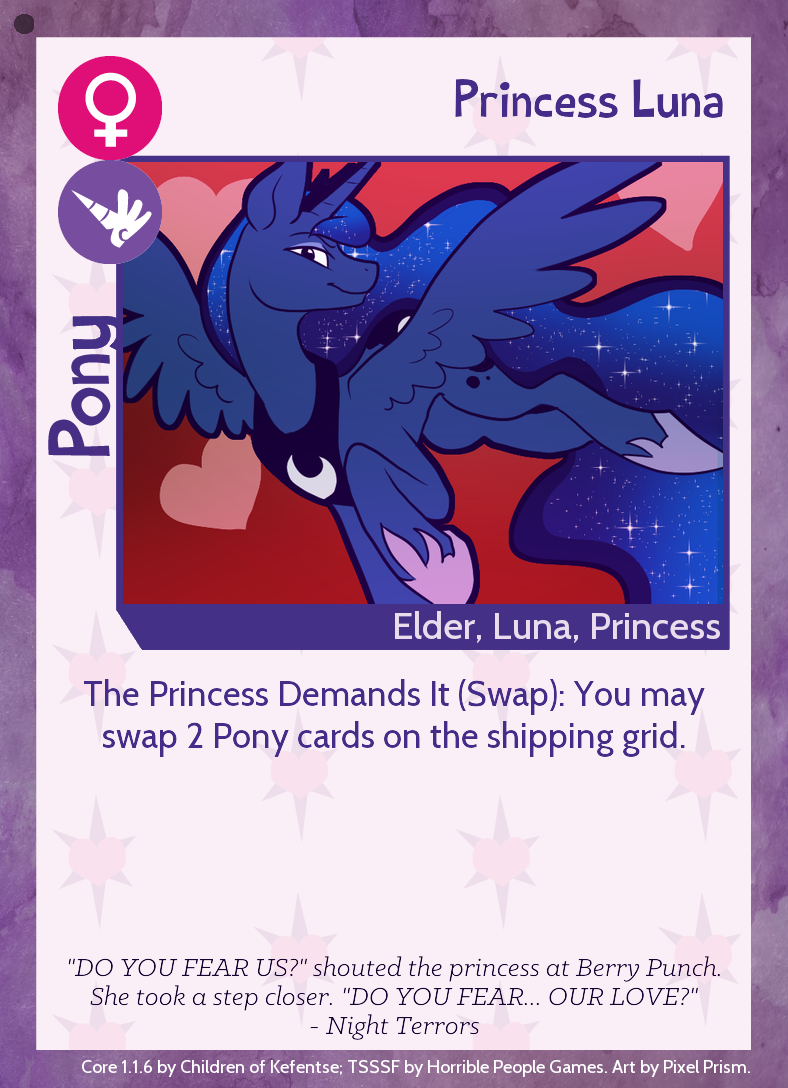 Princess Luna
Pony
Elder, Luna, Princess
The Princess Demands It (Swap): You may
swap 2 Pony cards on the shipping grid.
"DO YOU FEAR US?" shouted the princess at Berry Punch.
She took a step closer. "DO YOU FEAR... OUR LOVE?"
- Night Terrors
Core 1.1.6 by Children of Kefentse; TSSSF by Horrible People Games. Art by Pixel Prism.